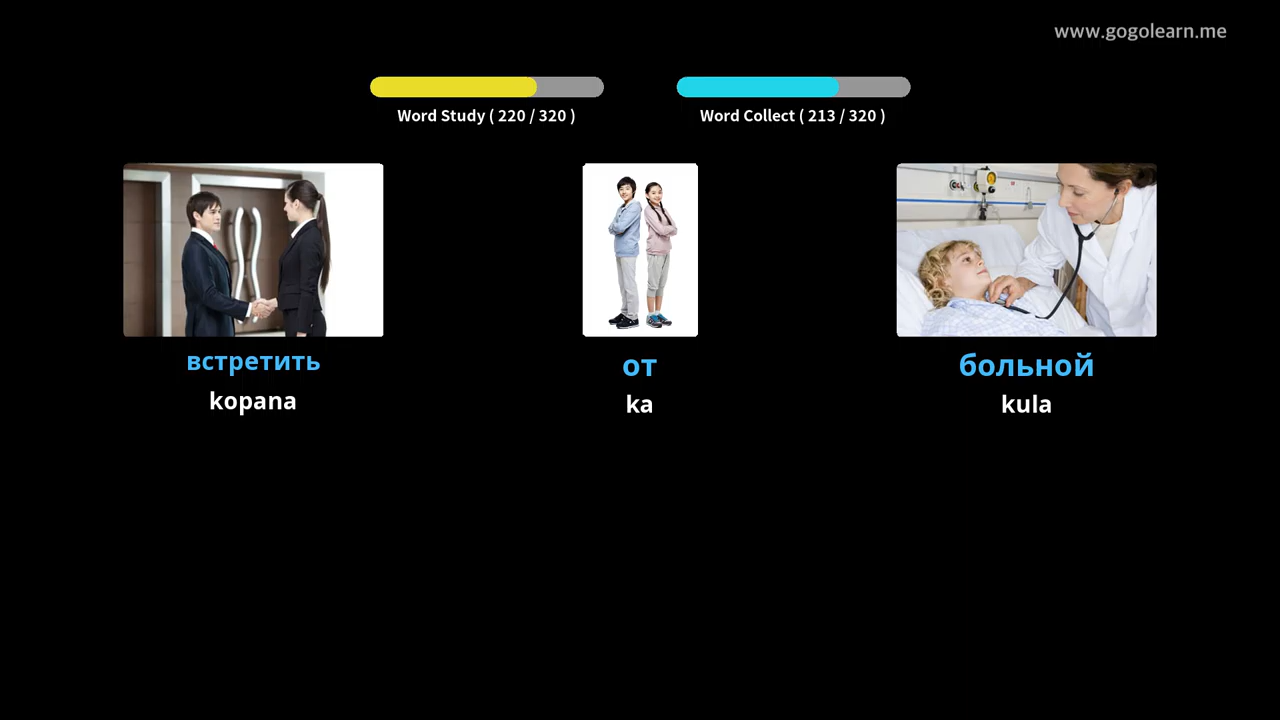 www.gogolearn.me
Word Study ( 220 / 320 )
Word Collect ( 213 / 320 )
встретить
kopana
от
ka
больной
kula